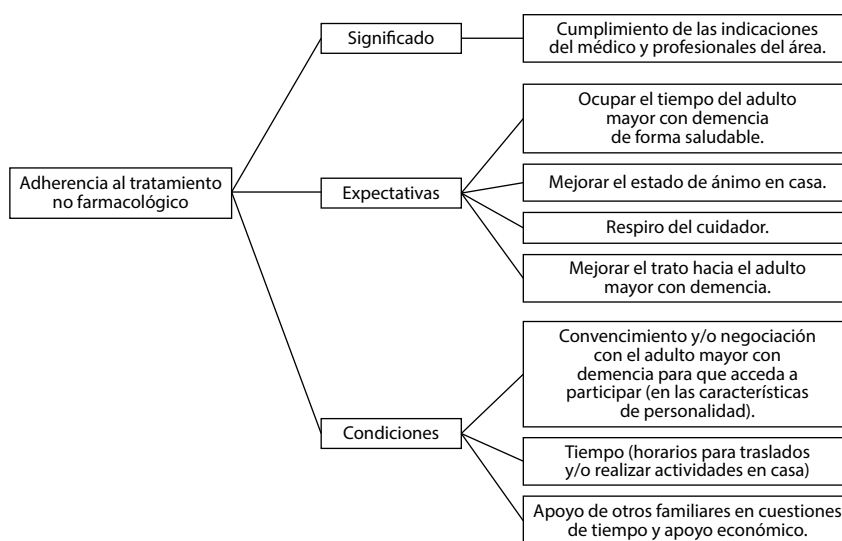 Significado
Cumplimiento de las indicaciones
del médico y profesionales del área.
Adherencia al tratamiento
no farmacológico
Expectativas
Ocupar el tiempo del adulto
mayor con demencia
de forma saludable.
Mejorar el estado de ánimo en casa.
Respiro del cuidador.
Mejorar el trato hacia el adulto
mayor con demencia.
Condiciones
Convencimiento y/o negociación
con el adulto mayor con
demencia para que acceda a
participar (en las características
de personalidad).
Tiempo (horarios para traslados
y/o realizar actividades en casa)
Apoyo de otros familiares en cuestiones
de tiempo y apoyo económico.